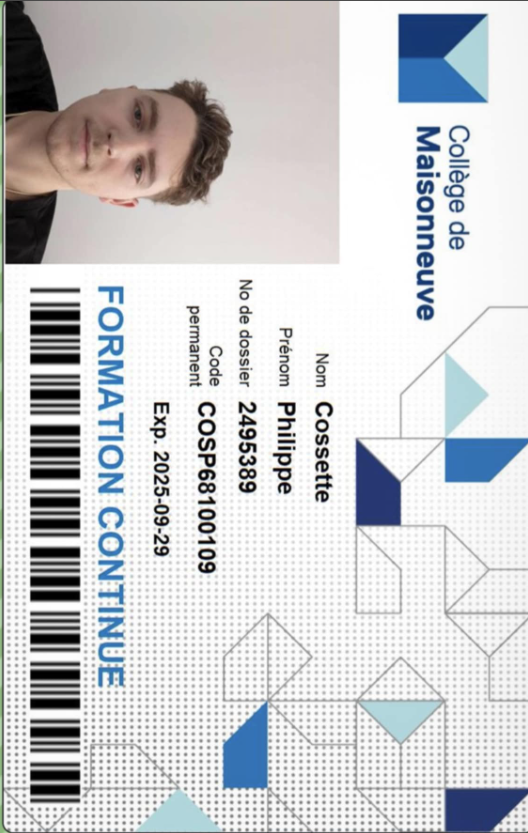 Collège de
Maisonneuve
Nom Cossette
Prénom Philippe
No de dossier 2495389
Code
permanent COSP68100109
Exp. 2025-09-29
FORMATION CONTINUE